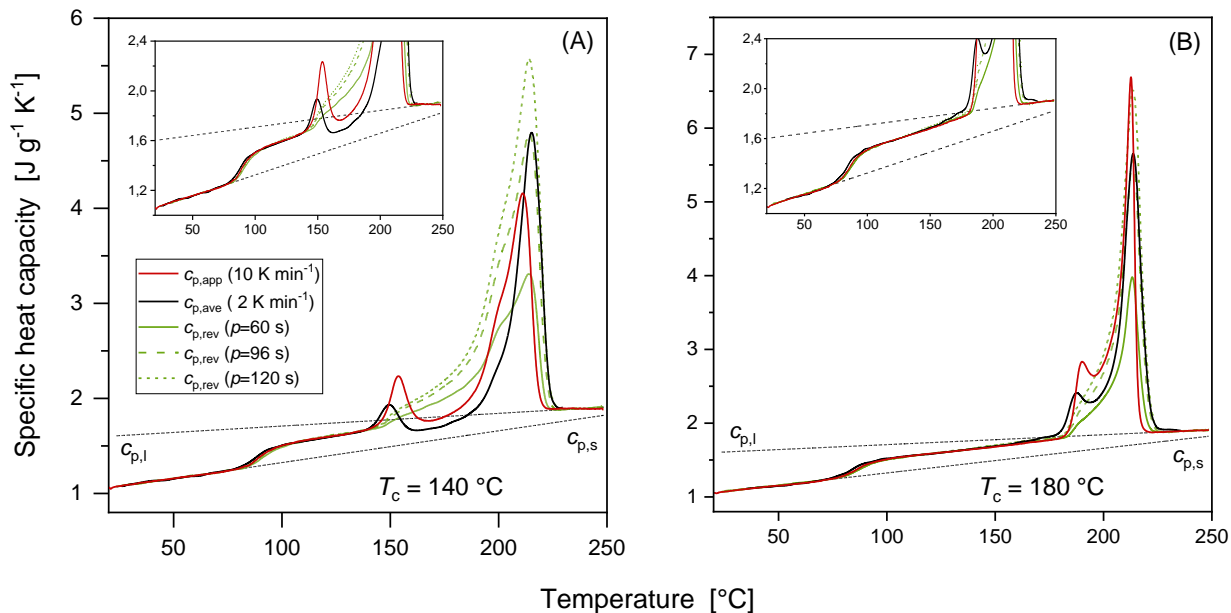 Specific heat capacity [J g⁻¹ K⁻¹]
(A)
6
5
4
3
2
1
50 100 150 200 250
2,4
2,0
1,6
1,2
50 100 150 200 250
c_p,app (10 K min⁻¹)
c_p,ave ( 2 K min⁻¹)
c_p,rev (p=60 s)
c_p,rev (p=96 s)
c_p,rev (p=120 s)
c_p,l
c_p,s
T_c = 140 °C
(B)
7
6
5
4
3
2
1
50 100 150 200 250
2,4
2,0
1,6
1,2
50 100 150 200 250
c_p,l
c_p,s
T_c = 180 °C
Temperature [°C]